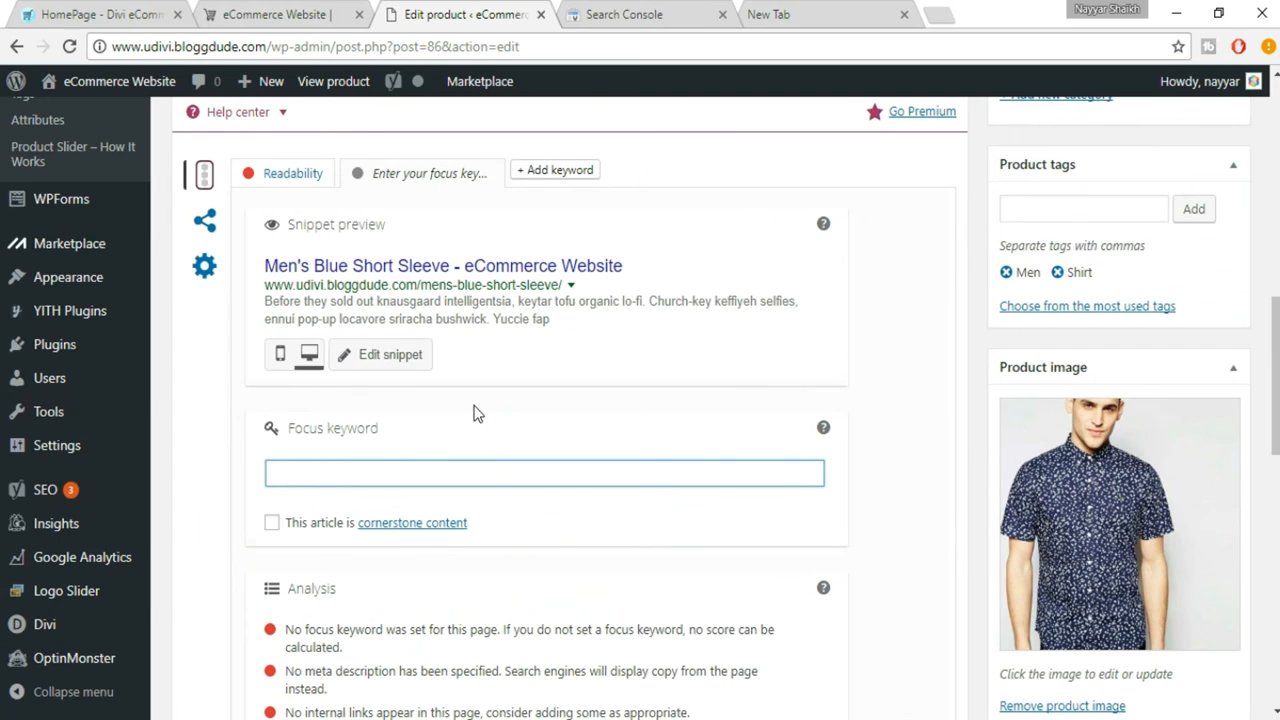 HomePage - Divi eComm
eCommerce Website |
Edit product ‹ eCommerc
Search Console
New Tab
Nayyar Shaikh
www.udivi.bloggdude.com/wp-admin/post.php?post=86&action=edit
eCommerce Website
0
New
View product
Marketplace
Howdy, nayyar
Attributes
Product Slider – How It
Works
WPForms
Marketplace
Appearance
YITH Plugins
Plugins
Users
Tools
Settings
SEO 3
Insights
Google Analytics
Logo Slider
Divi
OptinMonster
Collapse menu
Help center
Go Premium
Readability
Enter your focus key...
+ Add keyword
Snippet preview
Men's Blue Short Sleeve - eCommerce Website
www.udivi.bloggdude.com/mens-blue-short-sleeve/
Before they sold out knausgaard intelligentsia, keytar tofu organic lo-fi. Church-key keffiyeh selfies,
ennui pop-up locavore sriracha bushwick. Yuccie fap
Edit snippet
Focus keyword
This article is cornerstone content
Analysis
No focus keyword was set for this page. If you do not set a focus keyword, no score can be
calculated.
No meta description has been specified. Search engines will display copy from the page
instead.
No internal links appear in this page, consider adding some as appropriate.
+ Add new category
Product tags
Add
Separate tags with commas
Men
Shirt
Choose from the most used tags
Product image
Click the image to edit or update
Remove product image